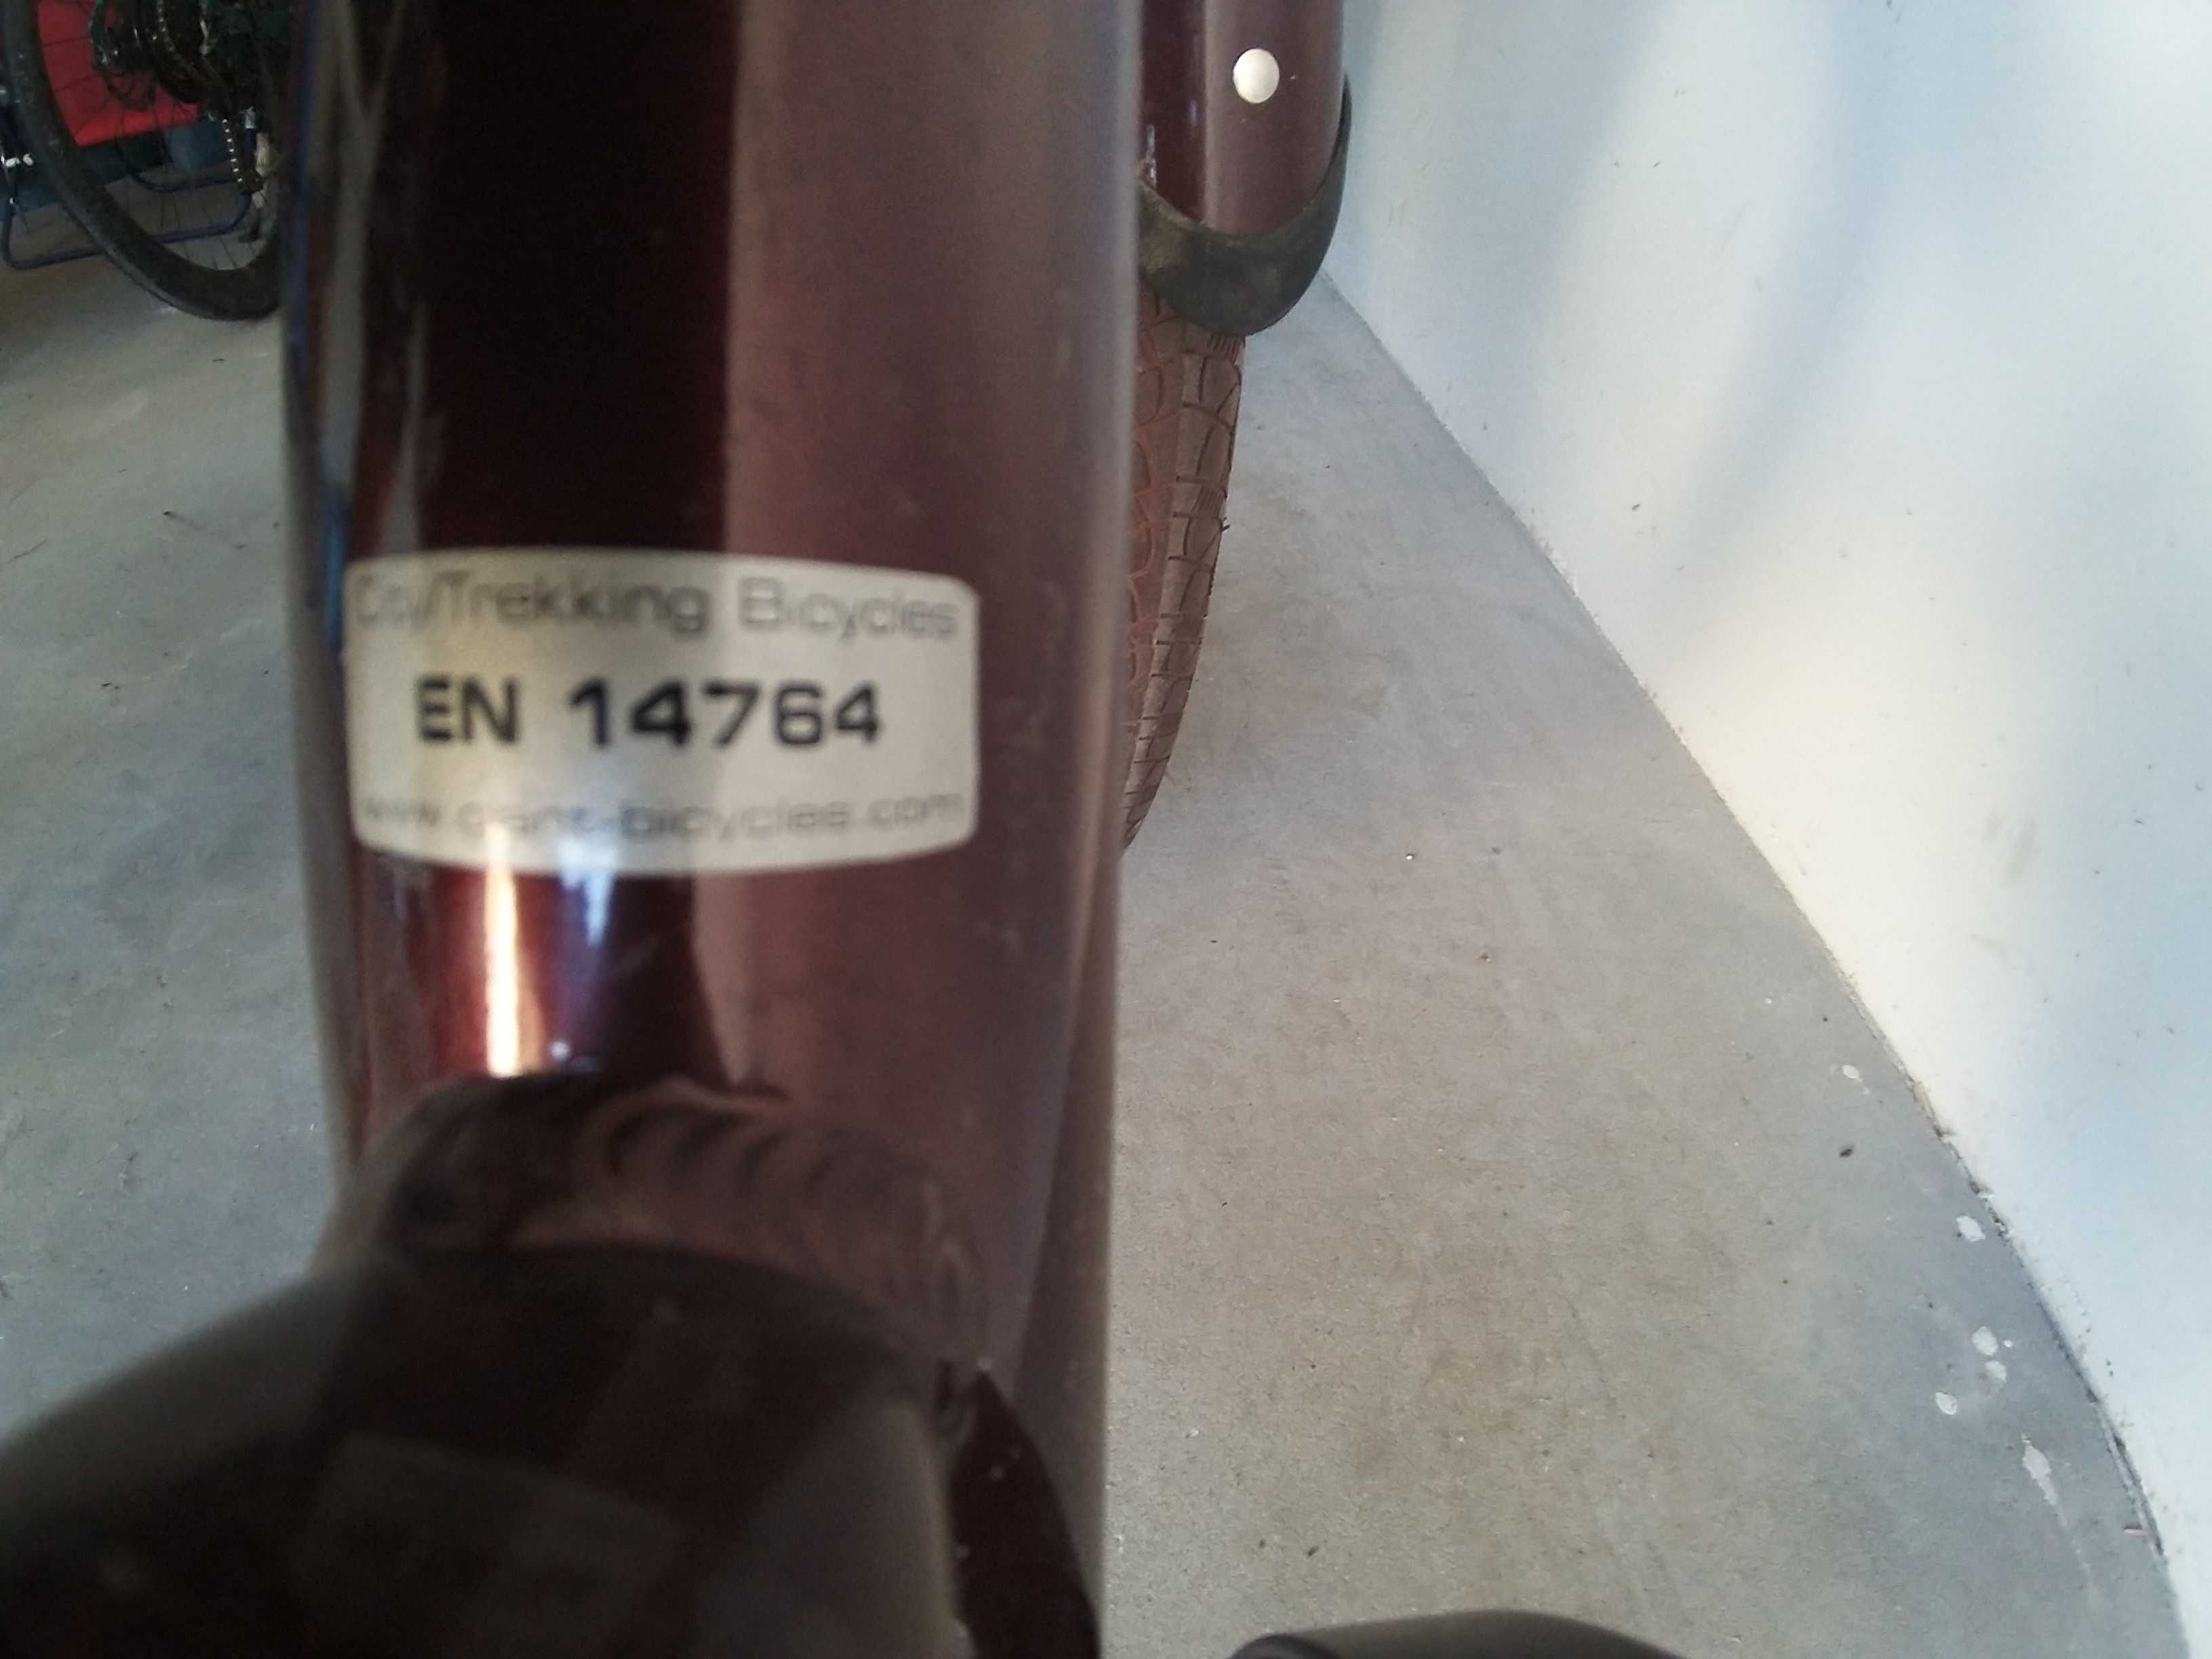 City/Trekking Bicycles
EN 14764
www.giant-bicycles.com